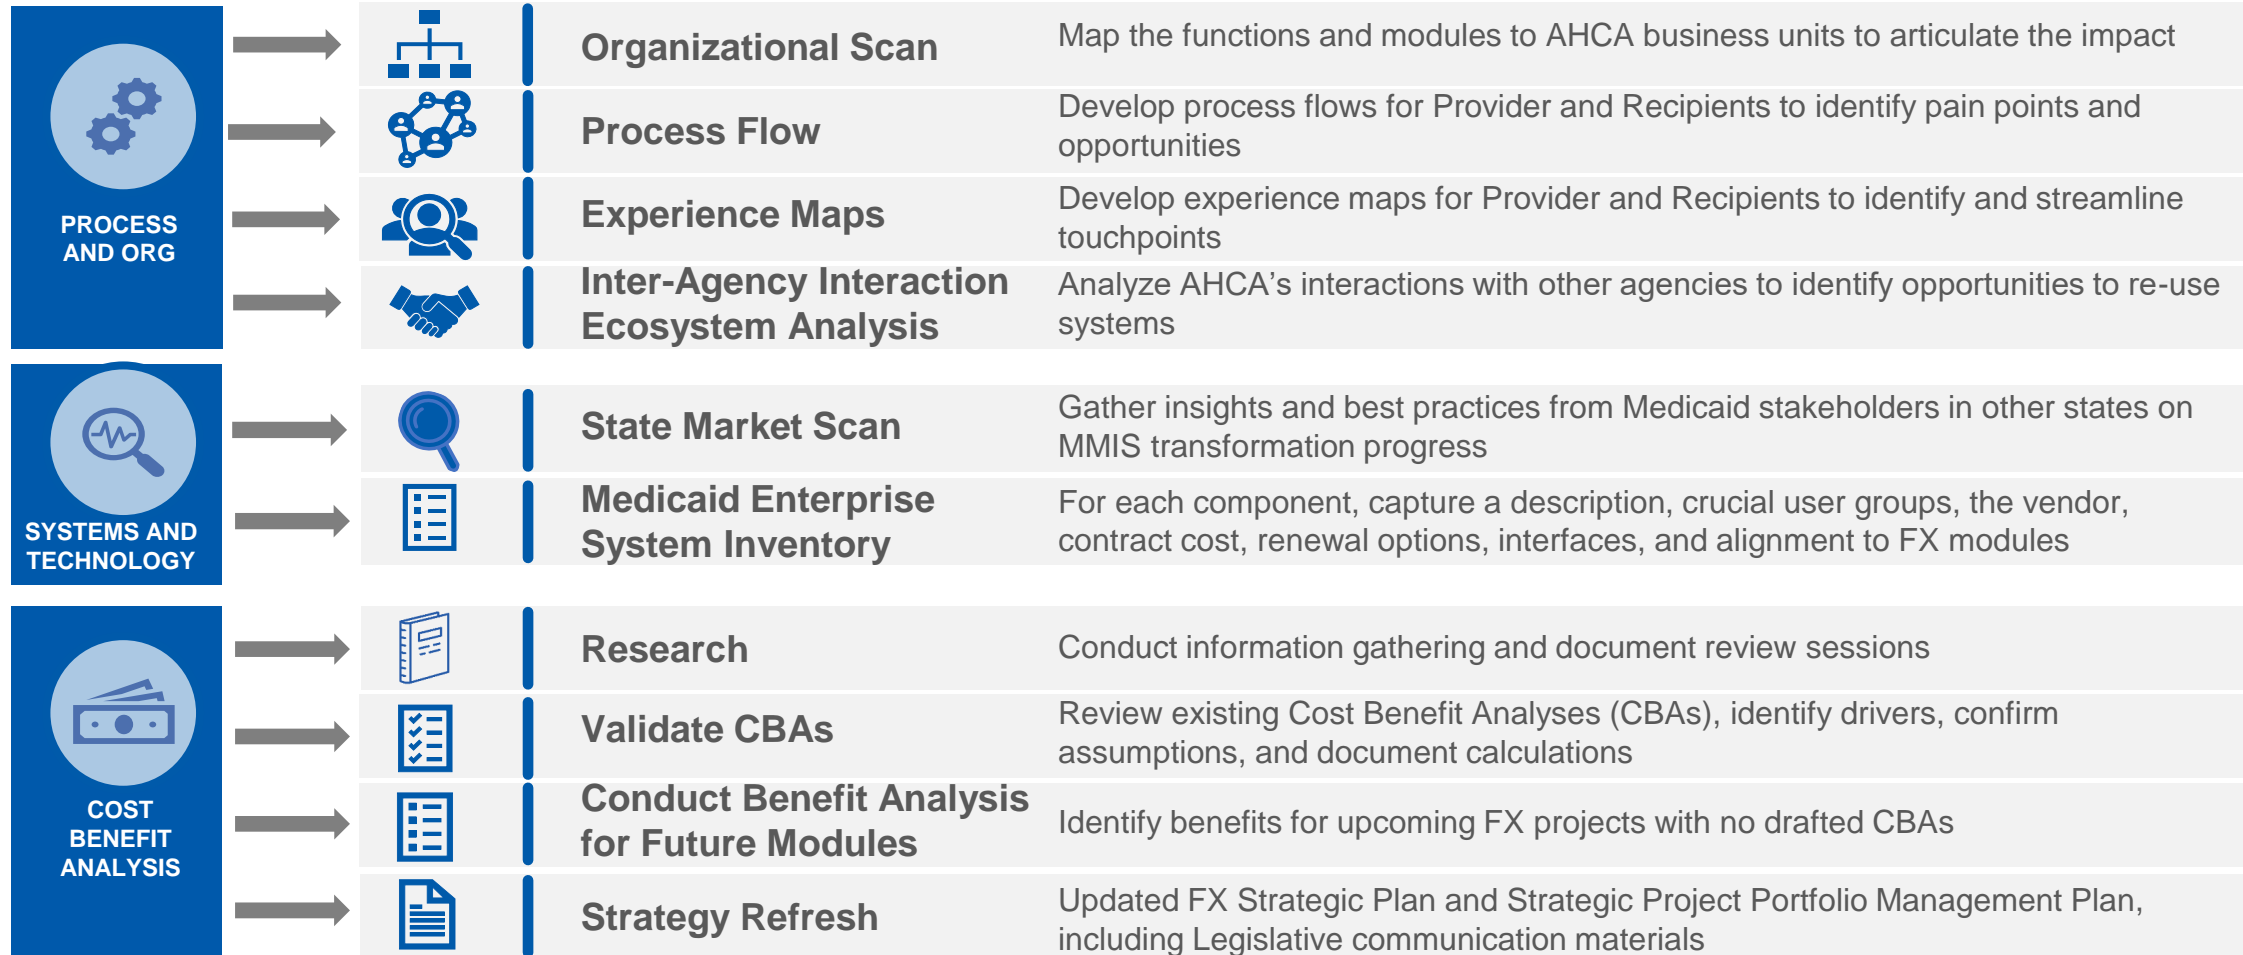 PROCESS
AND ORG
Organizational Scan
Map the functions and modules to AHCA business units to articulate the impact
Process Flow
Develop process flows for Provider and Recipients to identify pain points and
opportunities
Experience Maps
Develop experience maps for Provider and Recipients to identify and streamline
touchpoints
Inter-Agency Interaction
Ecosystem Analysis
Analyze AHCA’s interactions with other agencies to identify opportunities to re-use
systems
SYSTEMS AND
TECHNOLOGY
State Market Scan
Gather insights and best practices from Medicaid stakeholders in other states on
MMIS transformation progress
Medicaid Enterprise
System Inventory
For each component, capture a description, crucial user groups, the vendor,
contract cost, renewal options, interfaces, and alignment to FX modules
COST
BENEFIT
ANALYSIS
Research
Conduct information gathering and document review sessions
Validate CBAs
Review existing Cost Benefit Analyses (CBAs), identify drivers, confirm
assumptions, and document calculations
Conduct Benefit Analysis
for Future Modules
Identify benefits for upcoming FX projects with no drafted CBAs
Strategy Refresh
Updated FX Strategic Plan and Strategic Project Portfolio Management Plan,
including Legislative communication materials